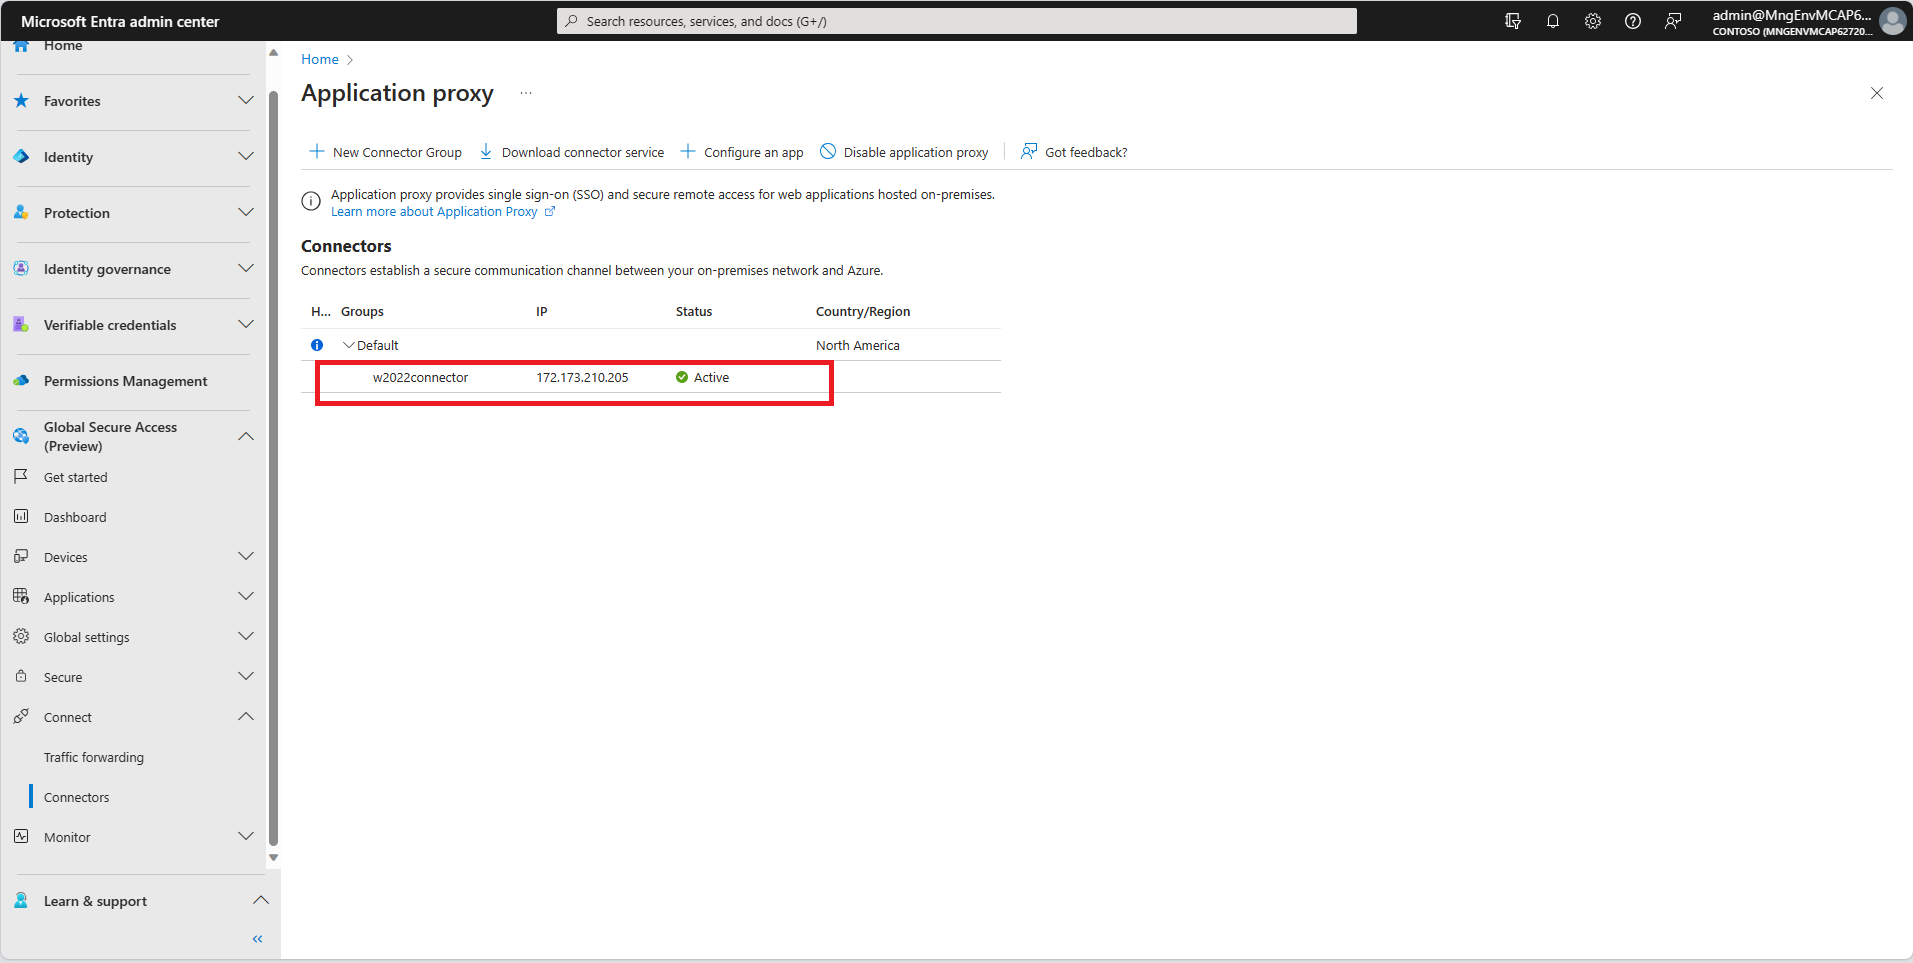 Microsoft Entra admin center
Search resources, services, and docs (G+/)
admin@MngEnvMCAP6...
CONTOSO (MNGENVMCAP62720...
Home
Favorites
Identity
Protection
Identity governance
Verifiable credentials
Permissions Management
Global Secure Access
(Preview)
Get started
Dashboard
Devices
Applications
Global settings
Secure
Connect
Traffic forwarding
Connectors
Monitor
Learn & support
Home
Application proxy
...
New Connector Group
Download connector service
Configure an app
Disable application proxy
Got feedback?
Application proxy provides single sign-on (SSO) and secure remote access for web applications hosted on-premises.
Learn more about Application Proxy
Connectors
Connectors establish a secure communication channel between your on-premises network and Azure.
H... Groups IP Status Country/Region
Default North America
w2022connector 172.173.210.205 Active